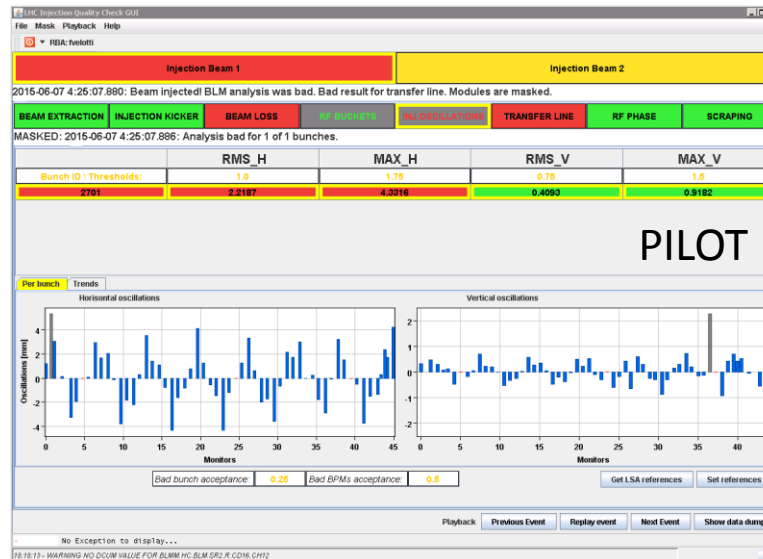 LHC Injection Quality Check GUI
File Mask Playback Help
RBA: fvelotti
Injection Beam 1 Injection Beam 2
2015-06-07 4:25:07.880: Beam injected! BLM analysis was bad. Bad result for transfer line. Modules are masked.
BEAM EXTRACTION INJECTION KICKER BEAM LOSS RF BUCKETS INJ.OSCILLATIONS TRANSFER LINE RF PHASE SCRAPING
MASKED: 2015-06-07 4:25:07.886: Analysis bad for 1 of 1 bunches.
RMS_H MAX_H RMS_V MAX_V
Bunch ID \ Thresholds: 1.0 1.75 0.75 1.5
2701 2.2187 4.3316 0.4093 0.9182
PILOT
Per bunch Trends
Horisontal oscillations Vertical oscillations
Oscillations [mm]
4
2
0
-2
-4
2
1
0
-1
-2
0 5 10 15 20 25 30 35 40 45
0 5 10 15 20 25 30 35 40
Monitors Monitors
Bad bunch acceptance: 0.25 Bad BPMs acceptance: 0.5 Get LSA references Set references
Playback Previous Event Replay event Next Event Show data dump
No Exception to display...
18:18:13 - WARNING NO DCUM VALUE FOR BLMM.HC.BLM.SR2.R.CD16.CH12